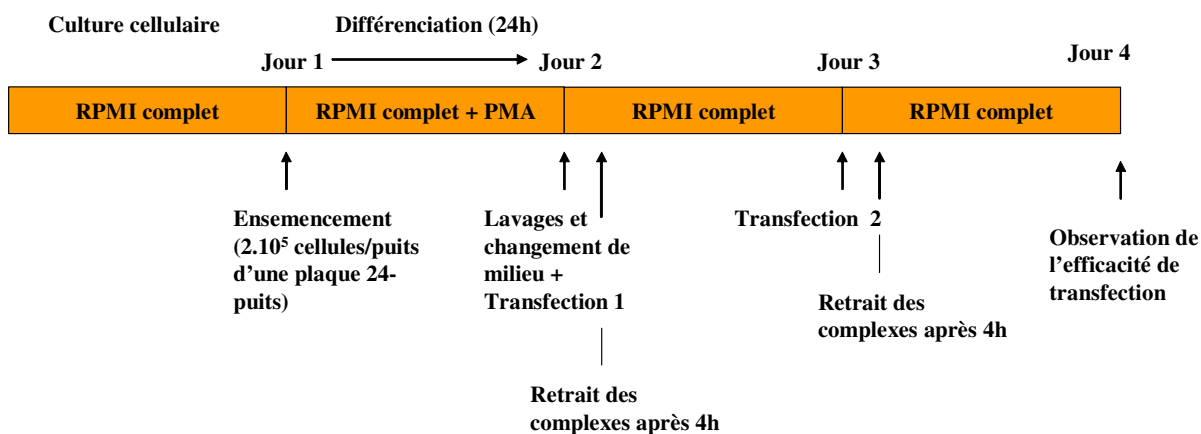 Culture cellulaire
Différenciation (24h)
Jour 1
Jour 2
Jour 3
Jour 4
RPMI complet
RPMI complet + PMA
RPMI complet
RPMI complet
Ensemencement
(2.10⁵ cellules/puits
d’une plaque 24-
puits)
Lavages et
changement de
milieu +
Transfection 1
Retrait des
complexes après 4h
Transfection 2
Retrait des
complexes après 4h
Observation de
l’efficacité de
transfection